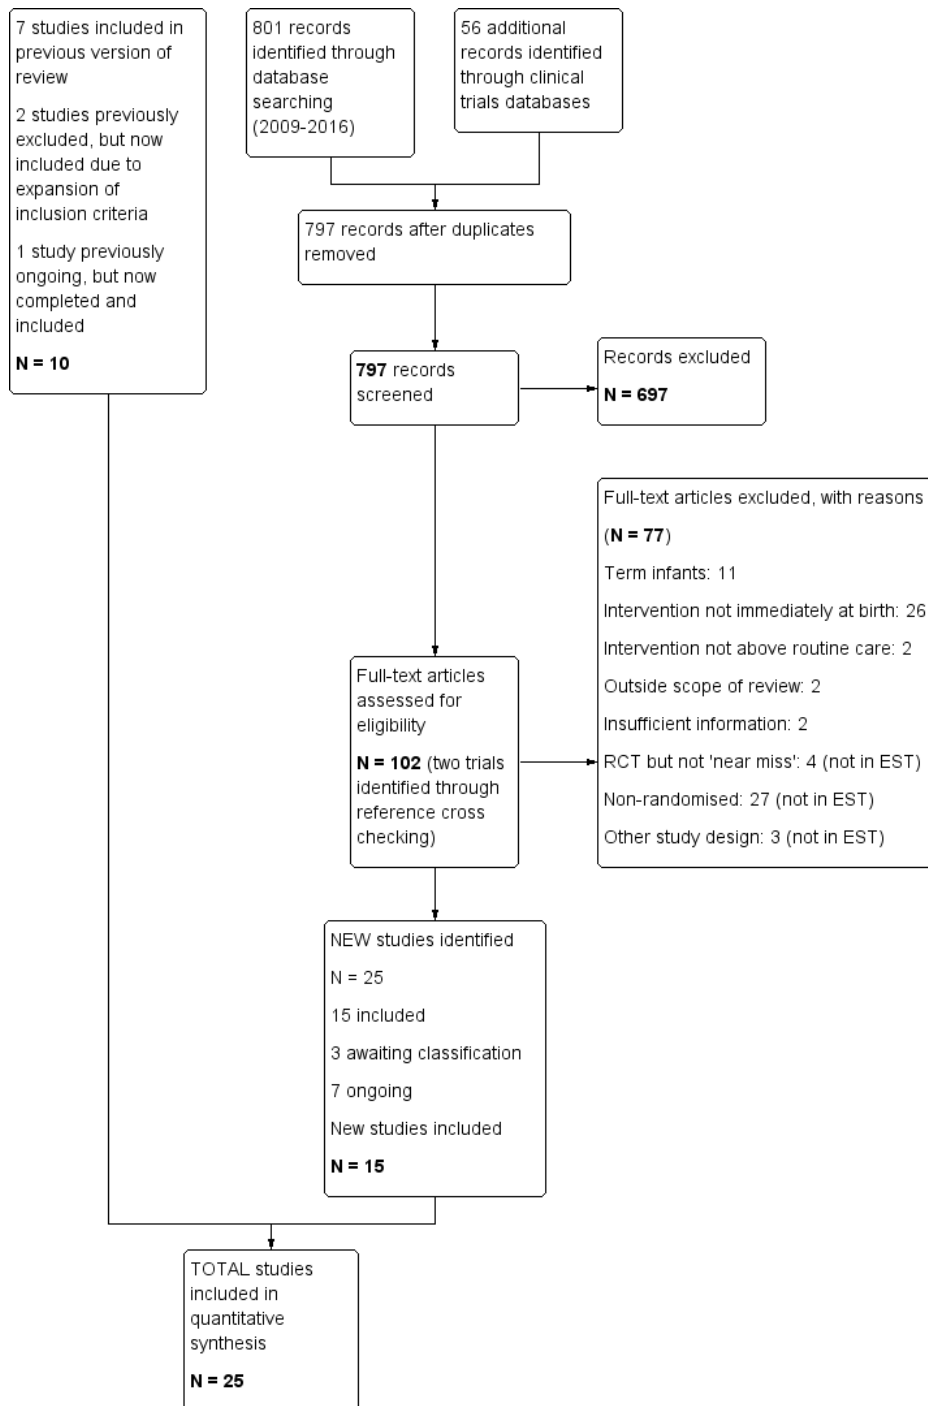 7 studies included in
previous version of
review
2 studies previously
excluded, but now
included due to
expansion of
inclusion criteria
1 study previously
ongoing, but now
completed and
included
N = 10
801 records
identified through
database
searching
(2009-2016)
56 additional
records identified
through clinical
trials databases
797 records after duplicates
removed
797 records
screened
Records excluded
N = 697
Full-text articles excluded, with reasons
(N = 77)
Term infants: 11
Intervention not immediately at birth: 26
Intervention not above routine care: 2
Outside scope of review: 2
Insufficient information: 2
RCT but not 'near miss': 4 (not in EST)
Non-randomised: 27 (not in EST)
Other study design: 3 (not in EST)
Full-text articles
assessed for
eligibility
N = 102 (two trials
identified through
reference cross
checking)
NEW studies identified
N = 25
15 included
3 awaiting classification
7 ongoing
New studies included
N = 15
TOTAL studies
included in
quantitative
synthesis
N = 25